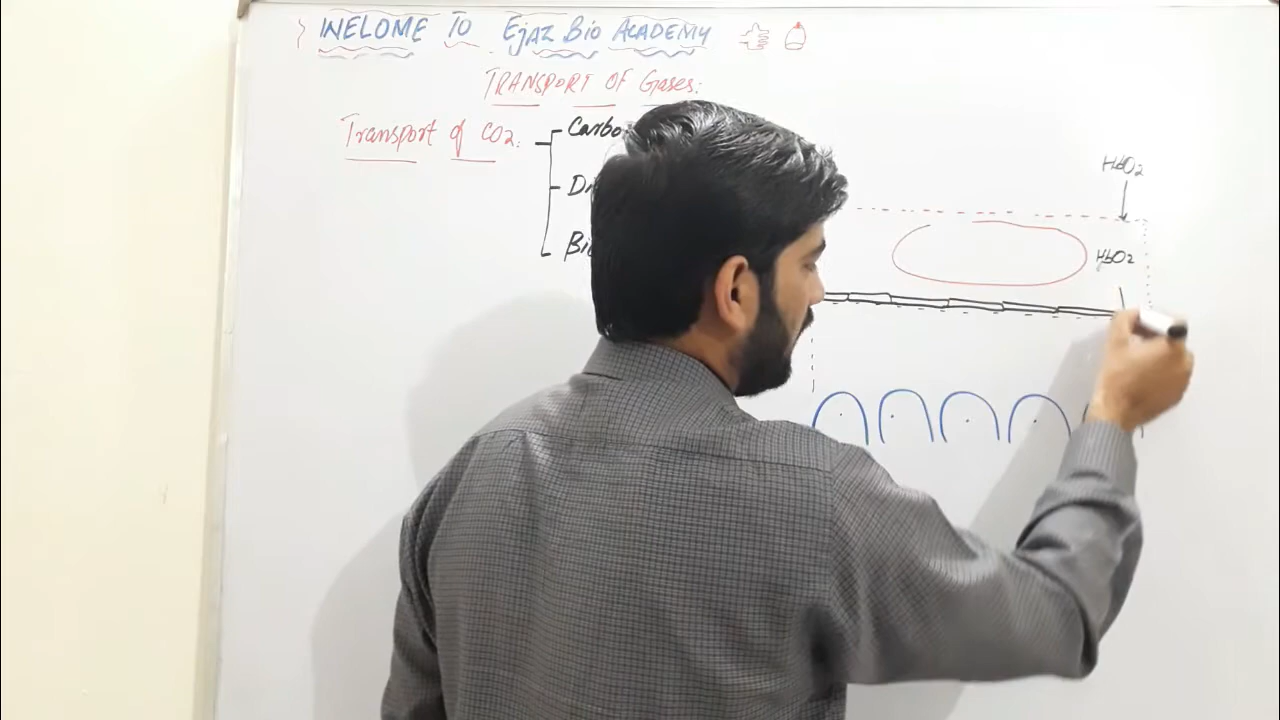 WELOME TO EjAZ BiO ACADEMY
TRANSPORT OF Gases:
Transport of CO2:
HbO2
HbO2